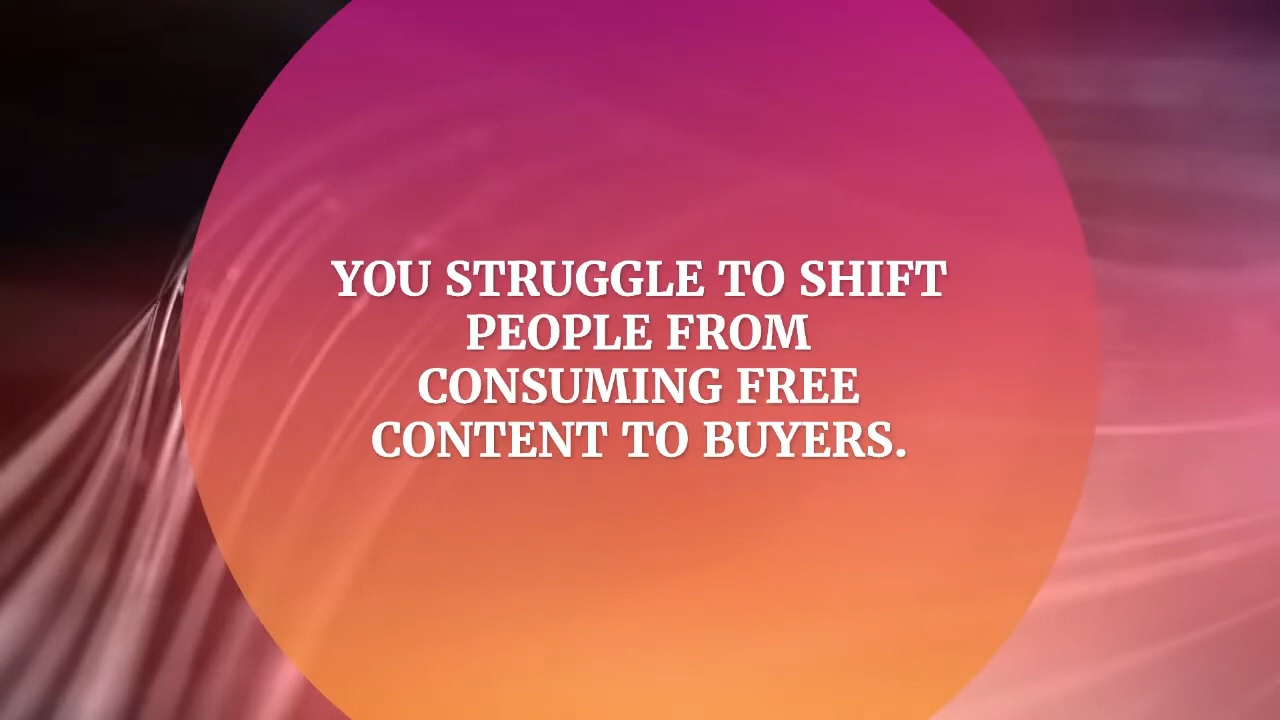 YOU STRUGGLE TO SHIFT
PEOPLE FROM
CONSUMING FREE
CONTENT TO BUYERS.